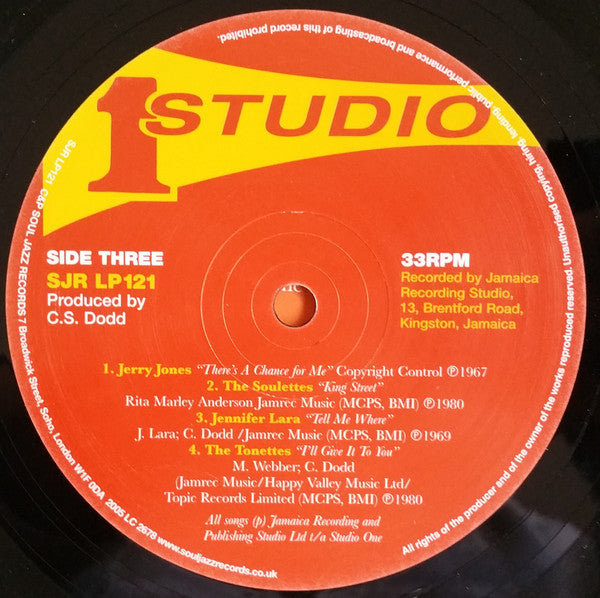 1 STUDIO
SIDE THREE
SJR LP121
Produced by
C.S. Dodd
33RPM
Recorded by Jamaica
Recording Studio,
13, Brentford Road,
Kingston, Jamaica
1. Jerry Jones “There's A Chance for Me” Copyright Control ℗1967
2. The Soulettes “King Street”
Rita Marley Anderson Jamrec Music (MCPS, BMI) ℗1980
3. Jennifer Lara “Tell Me Where”
J. Lara; C. Dodd /Jamrec Music (MCPS, BMI) ℗1969
4. The Tonettes “I'll Give It To You”
M. Webber; C. Dodd
(Jamrec Music/Happy Valley Music Ltd/
Topic Records Limited (MCPS, BMI) ℗1980
All songs (p) Jamaica Recording and
Publishing Studio Ltd t/a Studio One
SJR LP121 C&P SOUL JAZZ RECORDS 7 Broadwick Street, Soho, London W1F 0DA 2005 LC 2678 www.souljazzrecords.co.uk
All rights of the producer and of the owner of the works reproduced reserved. Unauthorised copying, hiring, lending, public performance and broadcasting of this record prohibited.